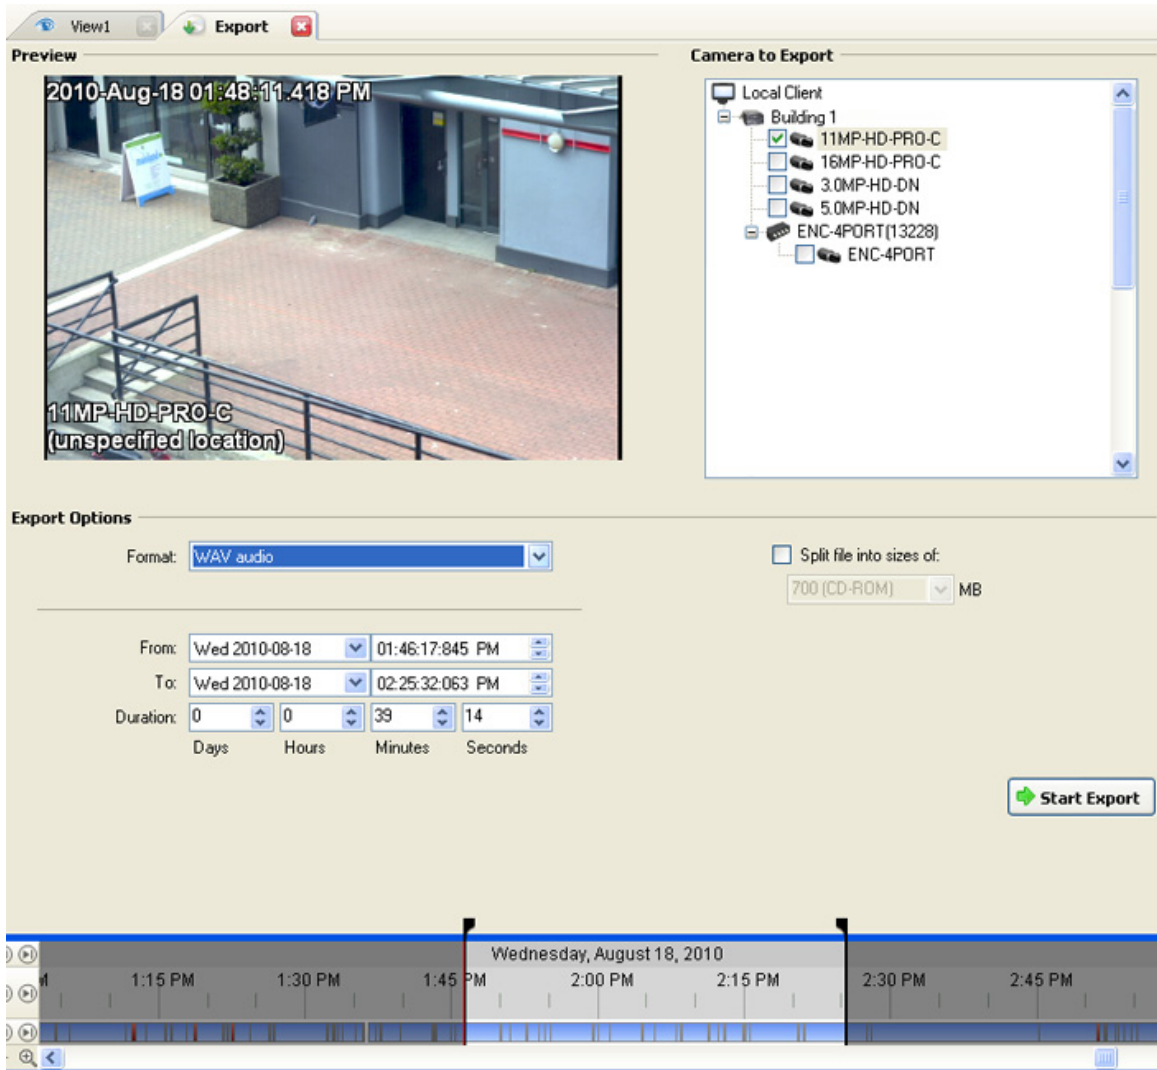 View1
Export
Preview
Camera to Export
2010-Aug-18 01:48:11.418 PM
11MP-HD-PRO-C
(unspecified location)
Local Client
Building 1
11MP-HD-PRO-C
16MP-HD-PRO-C
3.0MP-HD-DN
5.0MP-HD-DN
ENC-4PORT(13228)
ENC-4PORT
Export Options
Format: WAV audio
Split file into sizes of:
700 (CD-ROM) MB
From: Wed 2010-08-18 01:46:17:845 PM
To: Wed 2010-08-18 02:25:32:063 PM
Duration: 0 0 39 14
Days Hours Minutes Seconds
Start Export
Wednesday, August 18, 2010
1:15 PM 1:30 PM 1:45 PM 2:00 PM 2:15 PM 2:30 PM 2:45 PM